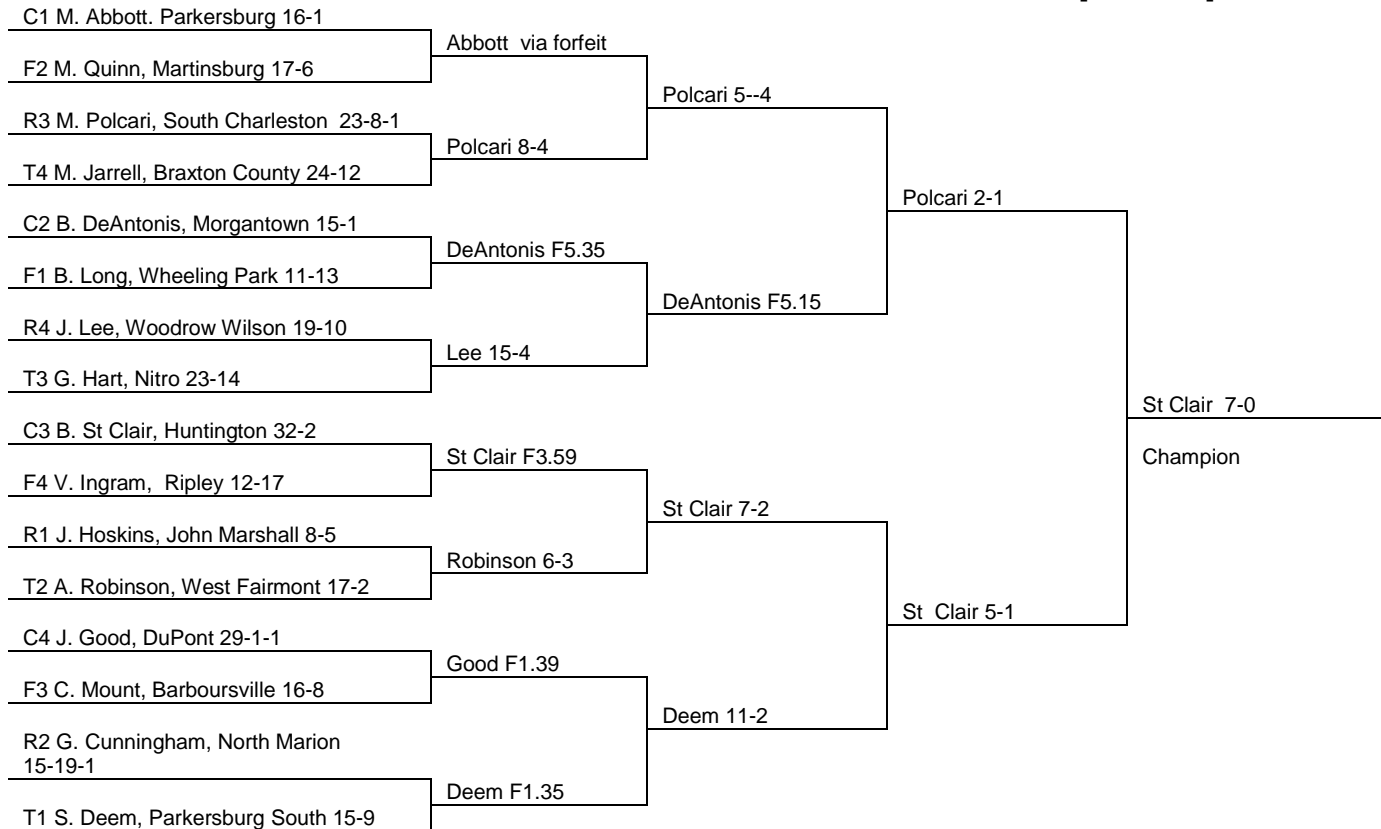 C1 M. Abbott. Parkersburg 16-1
Abbott  via forfeit
F2 M. Quinn, Martinsburg 17-6
Polcari 5--4
R3 M. Polcari, South Charleston  23-8-1
Polcari 8-4
T4 M. Jarrell, Braxton County 24-12
Polcari 2-1
C2 B. DeAntonis, Morgantown 15-1
DeAntonis F5.35
F1 B. Long, Wheeling Park 11-13
DeAntonis F5.15
R4 J. Lee, Woodrow Wilson 19-10
Lee 15-4
T3 G. Hart, Nitro 23-14
St Clair  7-0
C3 B. St Clair, Huntington 32-2
St Clair F3.59
Champion
F4 V. Ingram,  Ripley 12-17
St Clair 7-2
R1 J. Hoskins, John Marshall 8-5
Robinson 6-3
T2 A. Robinson, West Fairmont 17-2
St  Clair 5-1
C4 J. Good, DuPont 29-1-1
Good F1.39
F3 C. Mount, Barboursville 16-8
Deem 11-2
R2 G. Cunningham, North Marion
15-19-1
Deem F1.35
T1 S. Deem, Parkersburg South 15-9